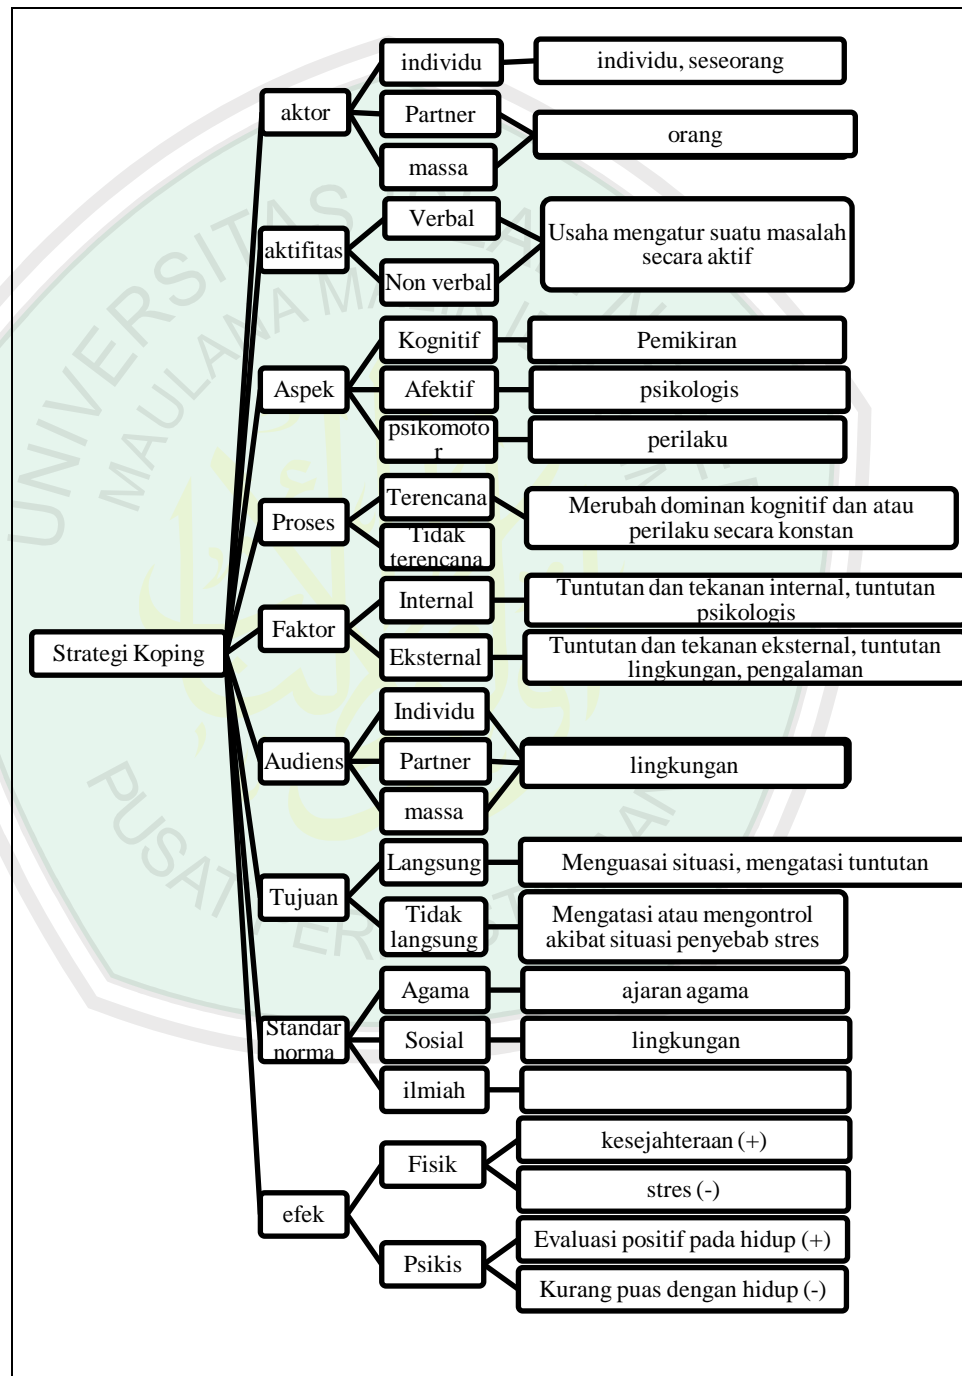 individu
individu, seseorang
aktor
Partner
orang
massa
Verbal
aktifitas
Usaha mengatur suatu masalah
secara aktif
Non verbal
Kognitif
Pemikiran
Aspek
Afektif
psikologis
psikomoto
r
perilaku
Terencana
Proses
Merubah dominan kognitif dan atau
perilaku secara konstan
Tidak
terencana
Internal
Tuntutan dan tekanan internal, tuntutan
psikologis
Faktor
Strategi Koping
Eksternal
Tuntutan dan tekanan eksternal, tuntutan
lingkungan, pengalaman
Individu
Audiens
Partner
lingkungan
massa
Langsung
Menguasai situasi, mengatasi tuntutan
Tujuan
Tidak
langsung
Mengatasi atau mengontrol
akibat situasi penyebab stres
Agama
ajaran agama
Standar
norma
Sosial
lingkungan
ilmiah
Fisik
kesejahteraan (+)
stres (-)
efek
Psikis
Evaluasi positif pada hidup (+)
Kurang puas dengan hidup (-)
UNIVERSITAS
MAULANA
PUSAT